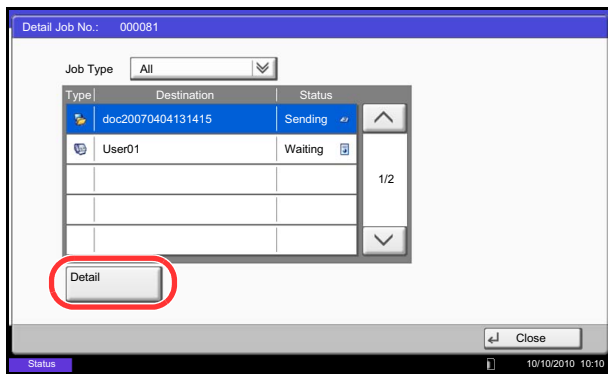 Detail Job No.: 000081
Job Type All
Type Destination Status
doc20070404131415 Sending
User01 Waiting
1/2
Detail
Close
Status 10/10/2010 10:10